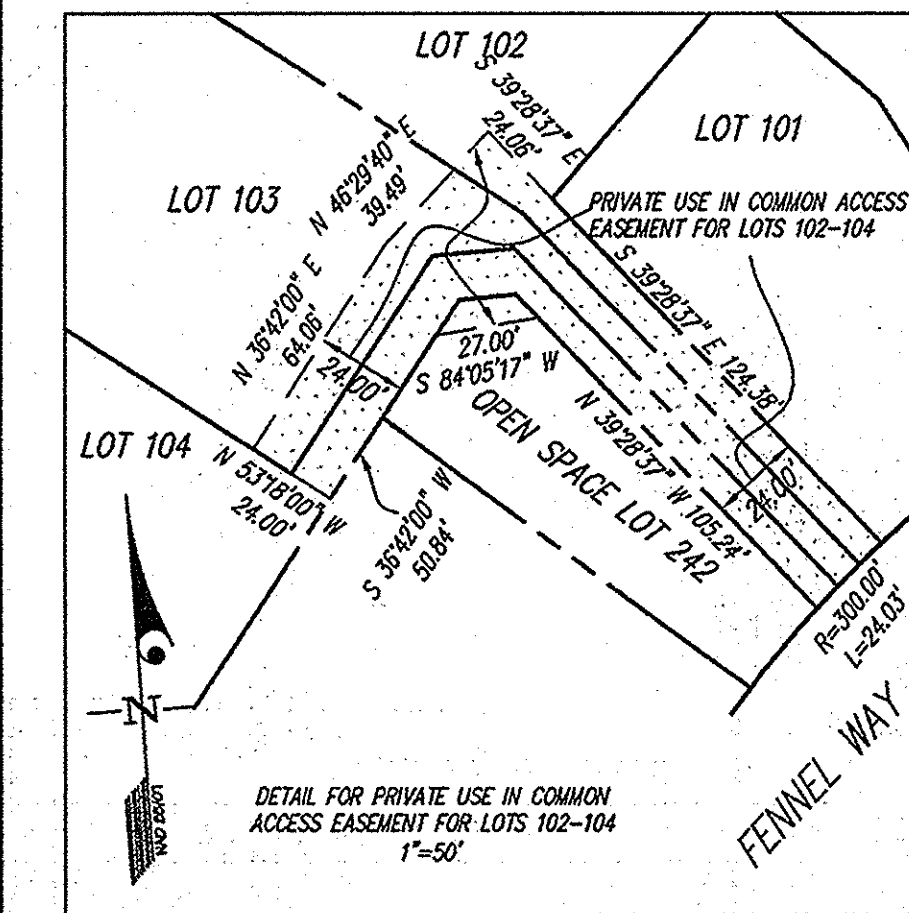 LOT 102
S 39°28'37" E
24.06'
LOT 101
N 46°29'40" E
39.49'
LOT 103
PRIVATE USE IN COMMON ACCESS
EASEMENT FOR LOTS 102-104
N 36°42'00" E
64.06'
S 39°28'37" E 124.38'
24.00'
27.00'
S 84°05'17" W
OPEN SPACE LOT 242
N 39°28'37" W 105.24'
24.00'
LOT 104
N 53°18'00" W
24.00'
S 36°42'00" W
50.84'
R=300.00'
L=24.03'
FENNEL WAY
N
DETAIL FOR PRIVATE USE IN COMMON
ACCESS EASEMENT FOR LOTS 102-104
1"=50'